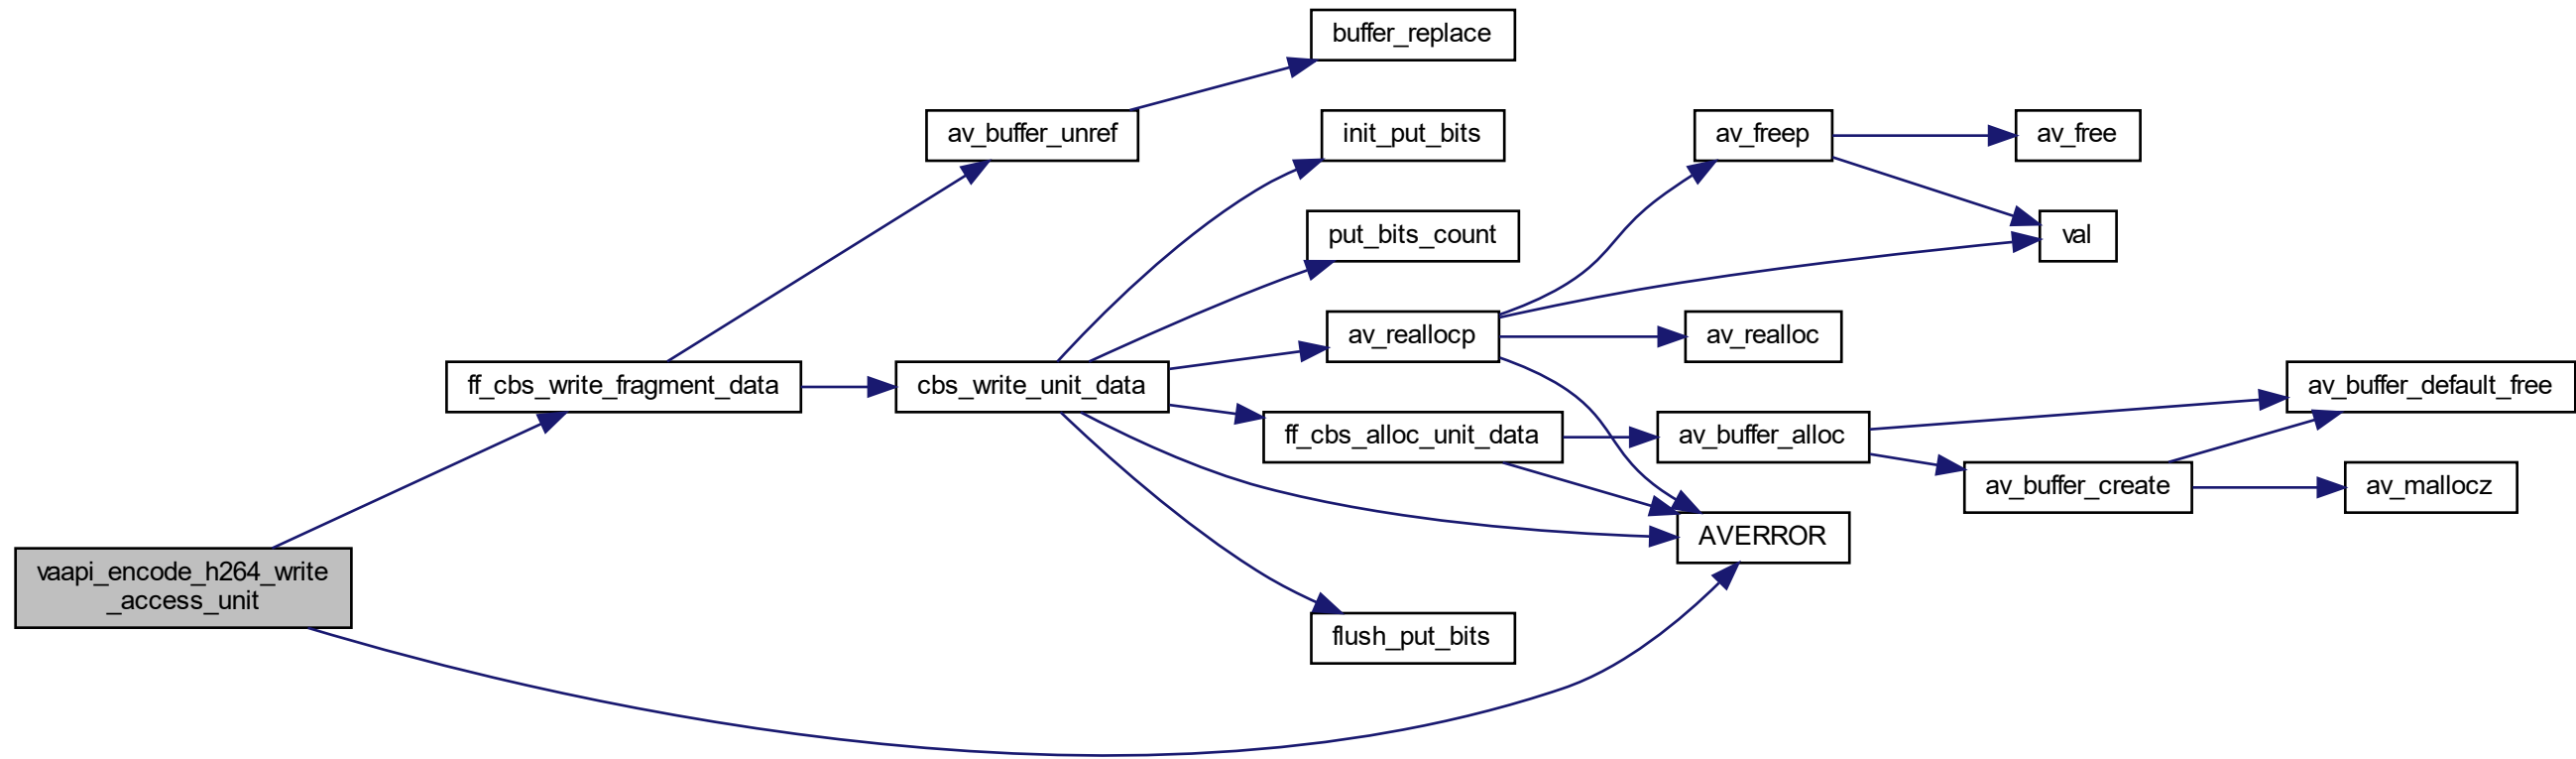 buffer_replace
av_buffer_unref
init_put_bits
av_freep
av_free
put_bits_count
val
av_reallocp
av_realloc
ff_cbs_write_fragment_data
cbs_write_unit_data
av_buffer_default_free
ff_cbs_alloc_unit_data
av_buffer_alloc
av_buffer_create
av_mallocz
AVERROR
vaapi_encode_h264_write
_access_unit
flush_put_bits